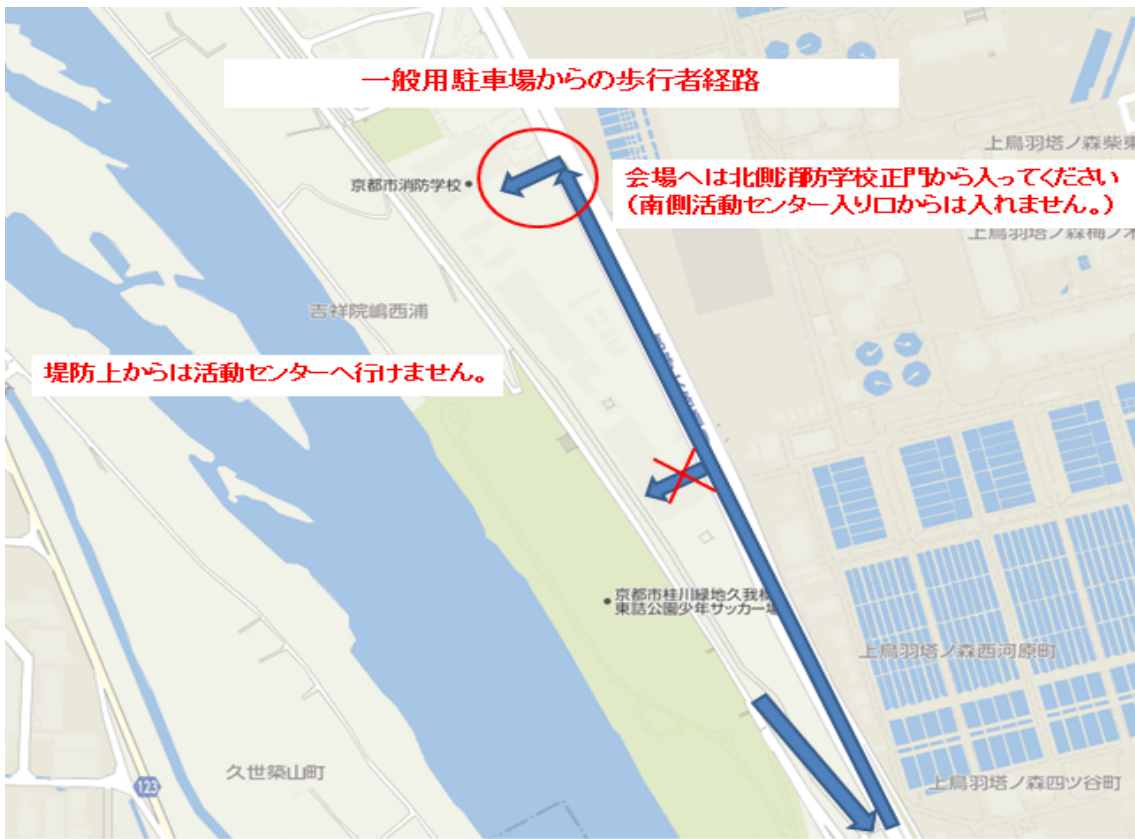 一般用駐車場からの歩行者経路
上鳥羽塔ノ森柴東
京都市消防学校
会場へは北側消防学校正門から入ってください
（南側活動センター入り口からは入れません。）
上鳥羽塔ノ森梅ノ木
吉祥院嶋西浦
堤防上からは活動センターへ行けません。
京都市桂川緑地久我橋
東詰公園少年サッカー場
上鳥羽塔ノ森西河原町
久世築山町
123
上鳥羽塔ノ森四ツ谷町